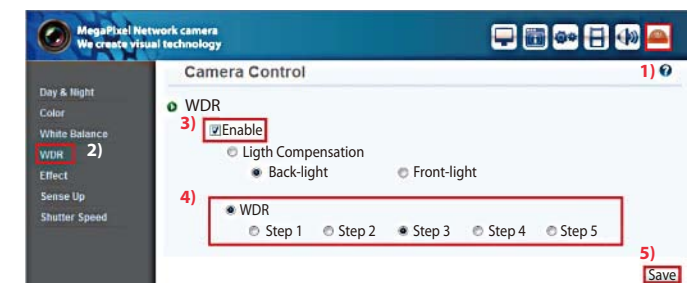 MegaPixel Network camera
We create visual technology
Camera Control
1)
Day & Night
Color
White Balance
WDR 2)
Effect
Sense Up
Shutter Speed
WDR
3) Enable
Ligth Compensation
Back-light Front-light
4)
WDR
Step 1 Step 2 Step 3 Step 4 Step 5
5)
Save